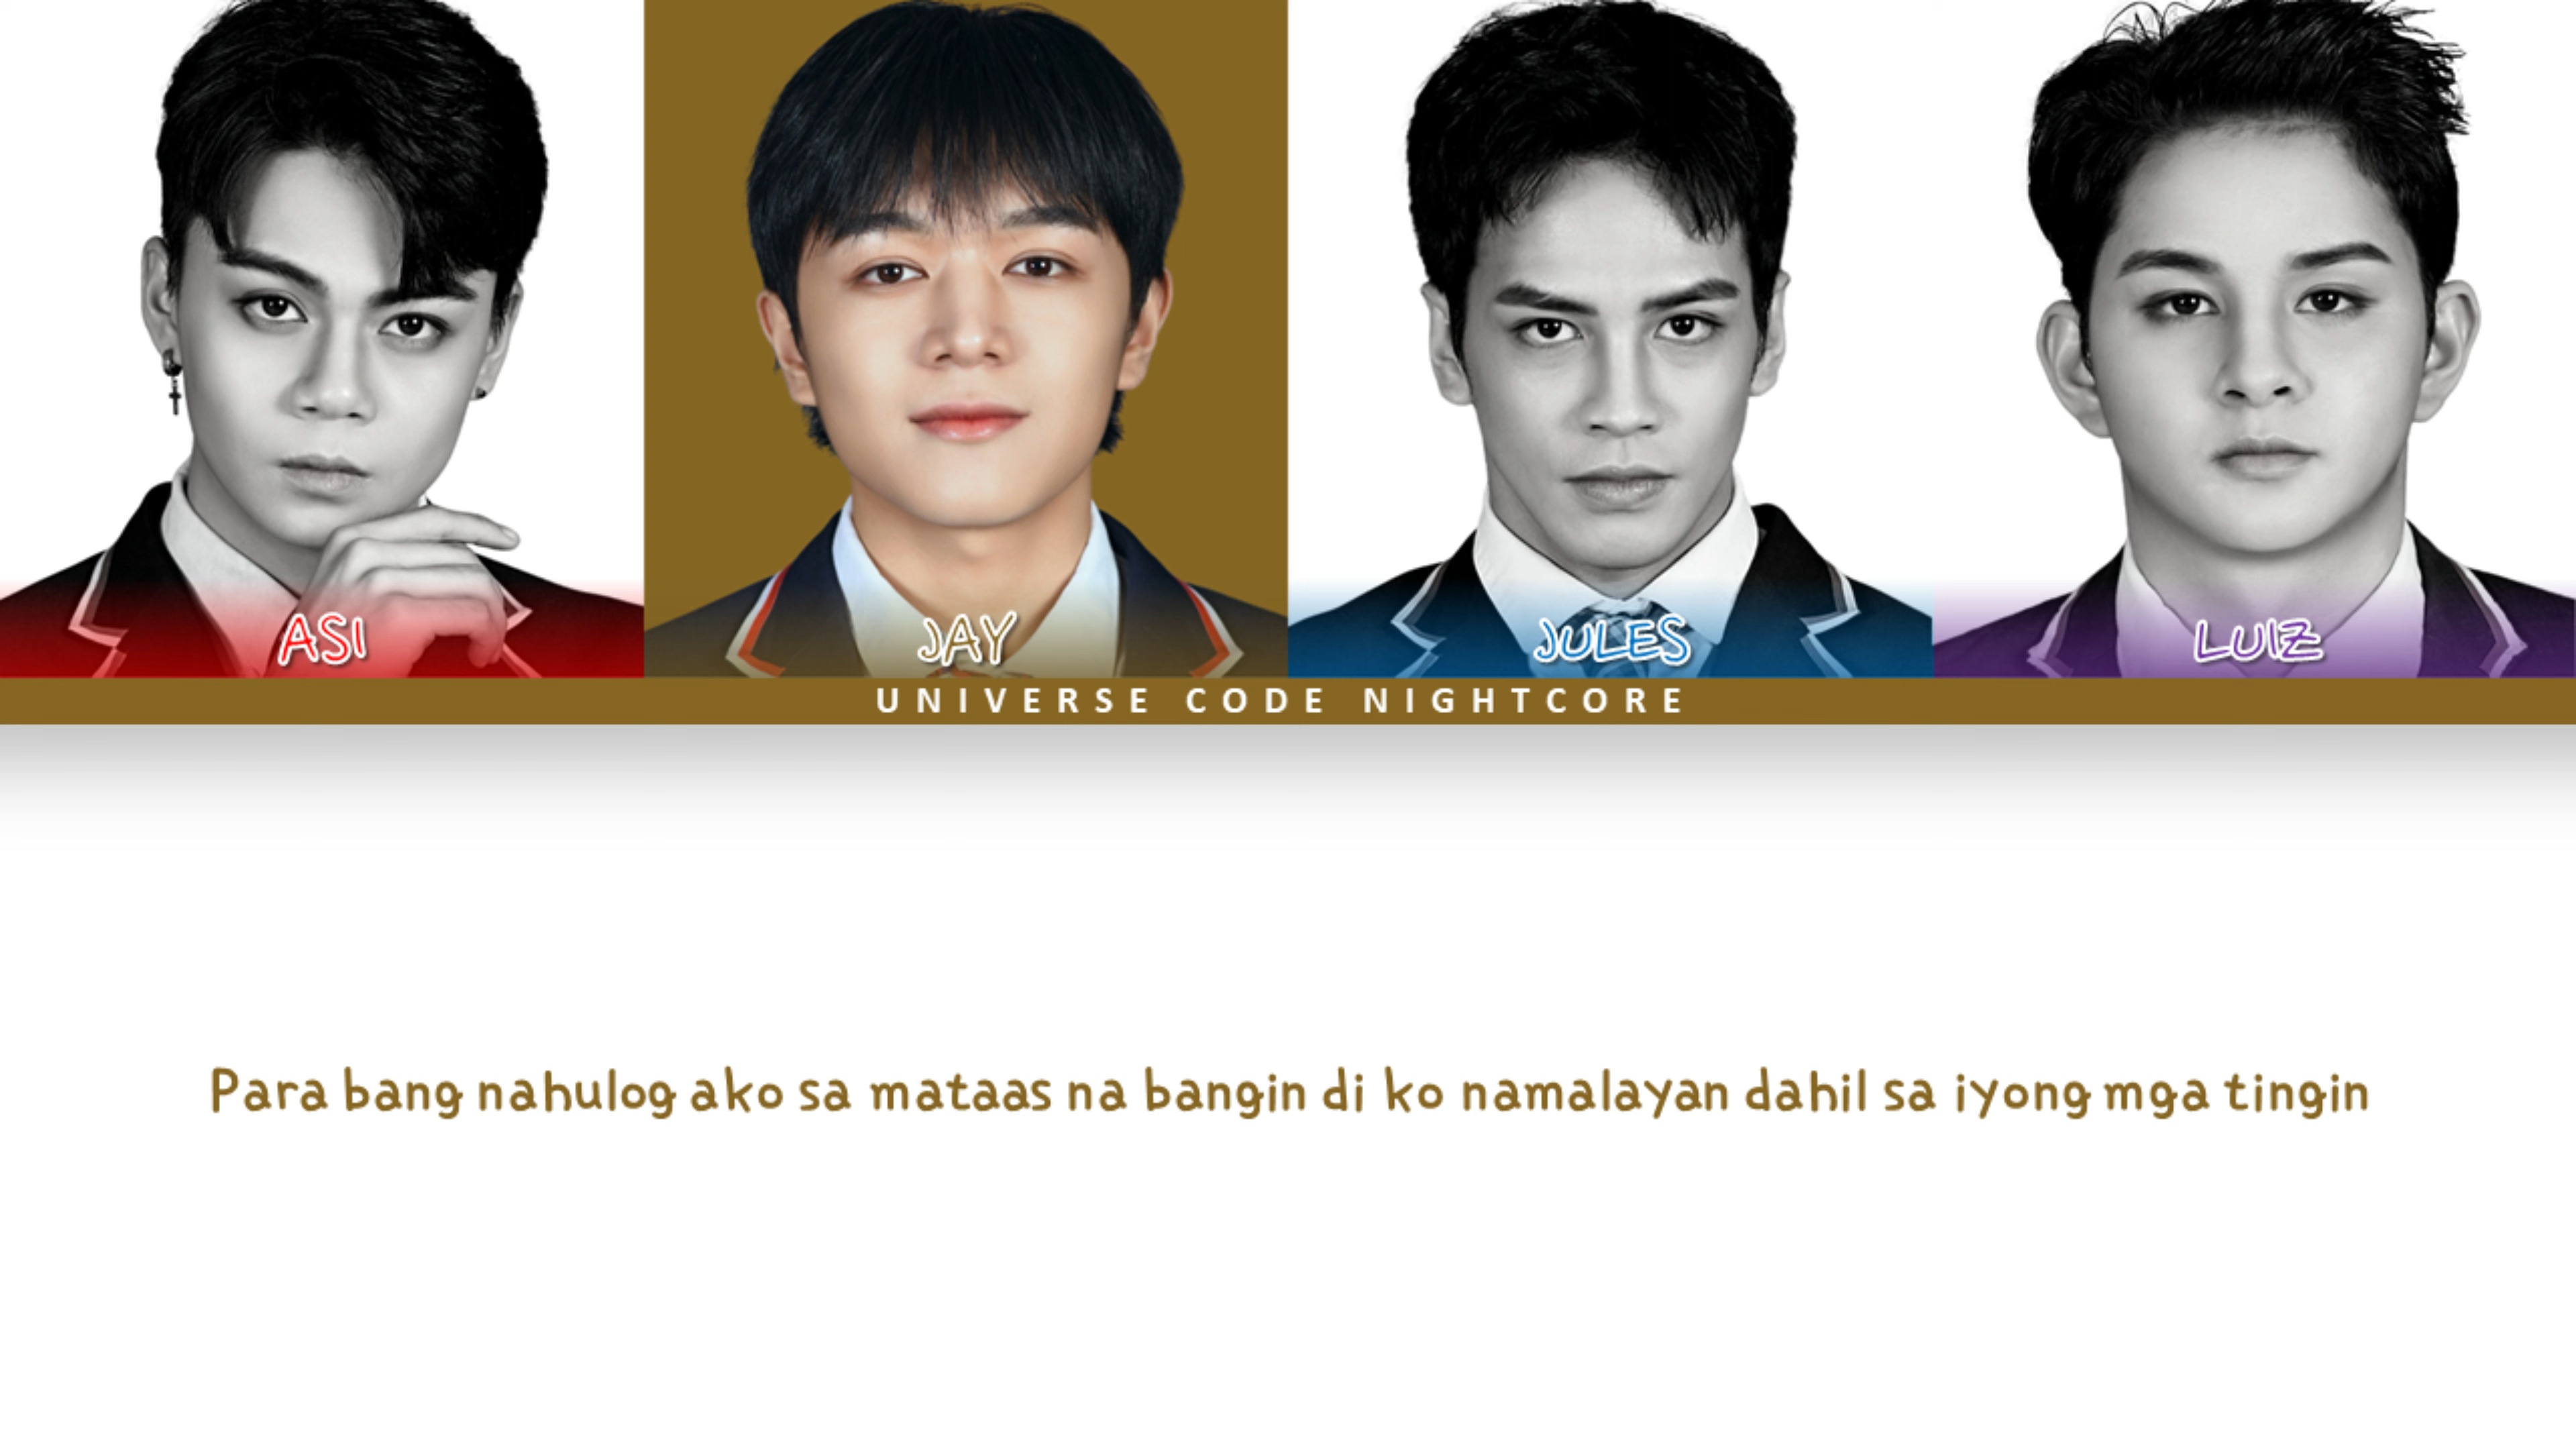 ASI
JAY
JULES
LUIZ
UNIVERSE CODE NIGHTCORE
Para bang nahulog ako sa mataas na bangin di ko namalayan dahil sa iyong mga tingin